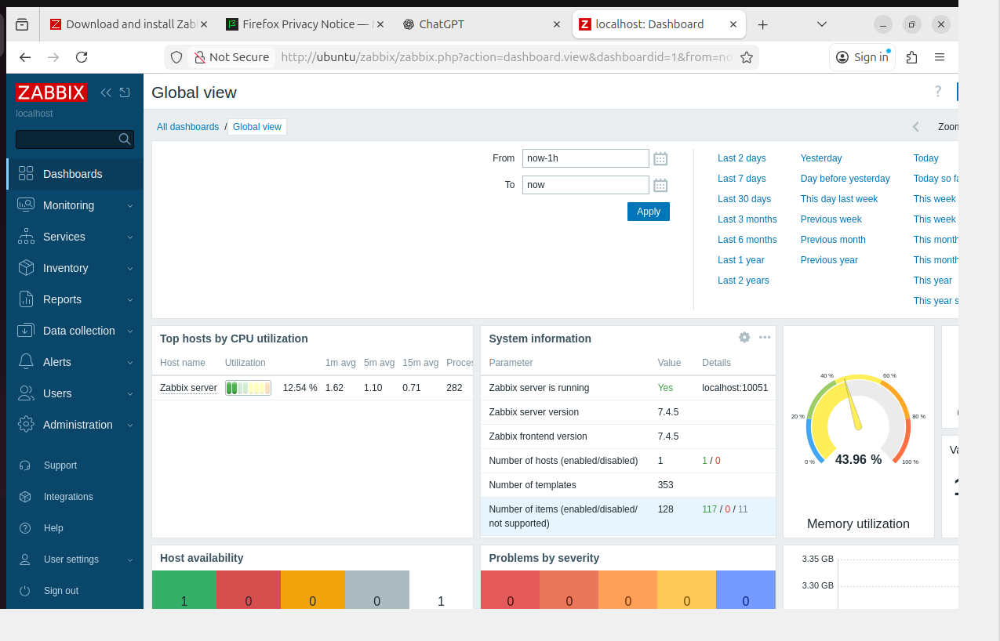 Download and install Zab
Firefox Privacy Notice —
ChatGPT
localhost: Dashboard
Not Secure
http://ubuntu/zabbix/zabbix.php?action=dashboard.view&dashboardid=1&from=no
Sign in
ZABBIX
localhost
Dashboards
Monitoring
Services
Inventory
Reports
Data collection
Alerts
Users
Administration
Support
Integrations
Help
User settings
Sign out
Global view
?
All dashboards / Global view
Zoom
From now-1h
To now
Apply
Last 2 days Yesterday Today
Last 7 days Day before yesterday Today so fa
Last 30 days This day last week This week
Last 3 months Previous week This week
Last 6 months Previous month This month
Last 1 year Previous year This month
Last 2 years This year
This year s
Top hosts by CPU utilization
Host name Utilization 1m avg 5m avg 15m avg Proces
Zabbix server 12.54 % 1.62 1.10 0.71 282
System information
Parameter Value Details
Zabbix server is running Yes localhost:10051
Zabbix server version 7.4.5
Zabbix frontend version 7.4.5
Number of hosts (enabled/disabled) 1 1 / 0
Number of templates 353
Number of items (enabled/disabled/ 128 117 / 0 / 11
not supported)
40 % 60 %
20 % 80 %
0 % 43.96 % 100 %
Memory utilization
Va
Host availability
1 0 0 0 1
Problems by severity
0 0 0 0 0
3.35 GB
3.30 GB